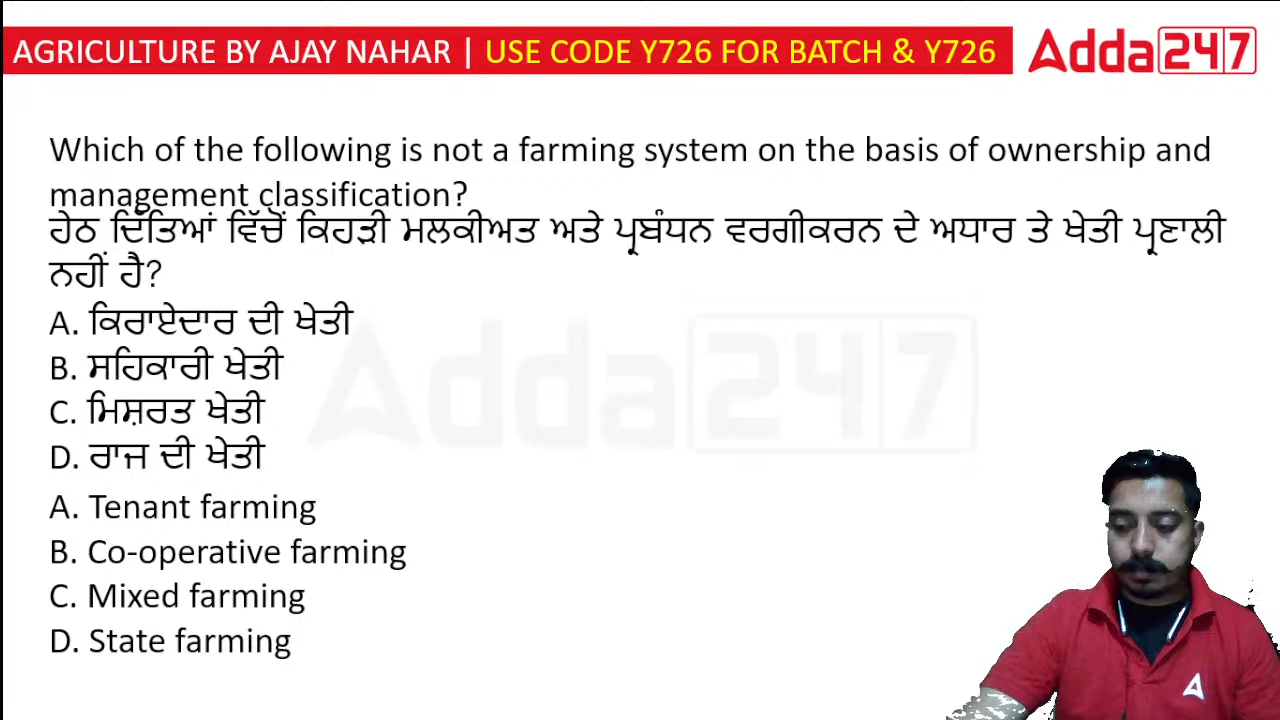 AGRICULTURE BY AJAY NAHAR | USE CODE Y726 FOR BATCH & Y726
Adda247
Which of the following is not a farming system on the basis of ownership and
management classification?
ਹੇਠ ਦਿੱਤਿਆਂ ਵਿੱਚੋਂ ਕਿਹੜੀ ਮਲਕੀਅਤ ਅਤੇ ਪ੍ਰਬੰਧਨ ਵਰਗੀਕਰਨ ਦੇ ਅਧਾਰ ਤੇ ਖੇਤੀ ਪ੍ਰਣਾਲੀ
ਨਹੀਂ ਹੈ?
A. ਕਿਰਾਏਦਾਰ ਦੀ ਖੇਤੀ
B. ਸਹਿਕਾਰੀ ਖੇਤੀ
C. ਮਿਸ਼ਰਤ ਖੇਤੀ
D. ਰਾਜ ਦੀ ਖੇਤੀ
A. Tenant farming
B. Co-operative farming
C. Mixed farming
D. State farming
Adda247